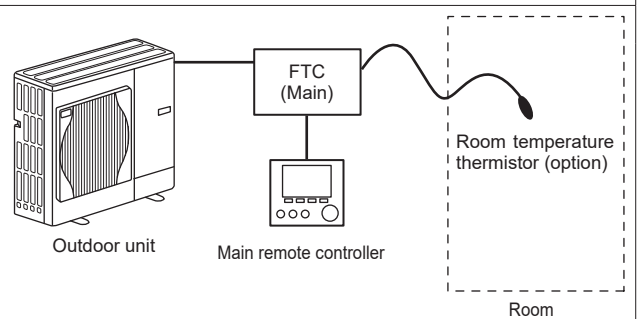 FTC
(Main)
Room temperature
thermistor (option)
Outdoor unit
Main remote controller
Room